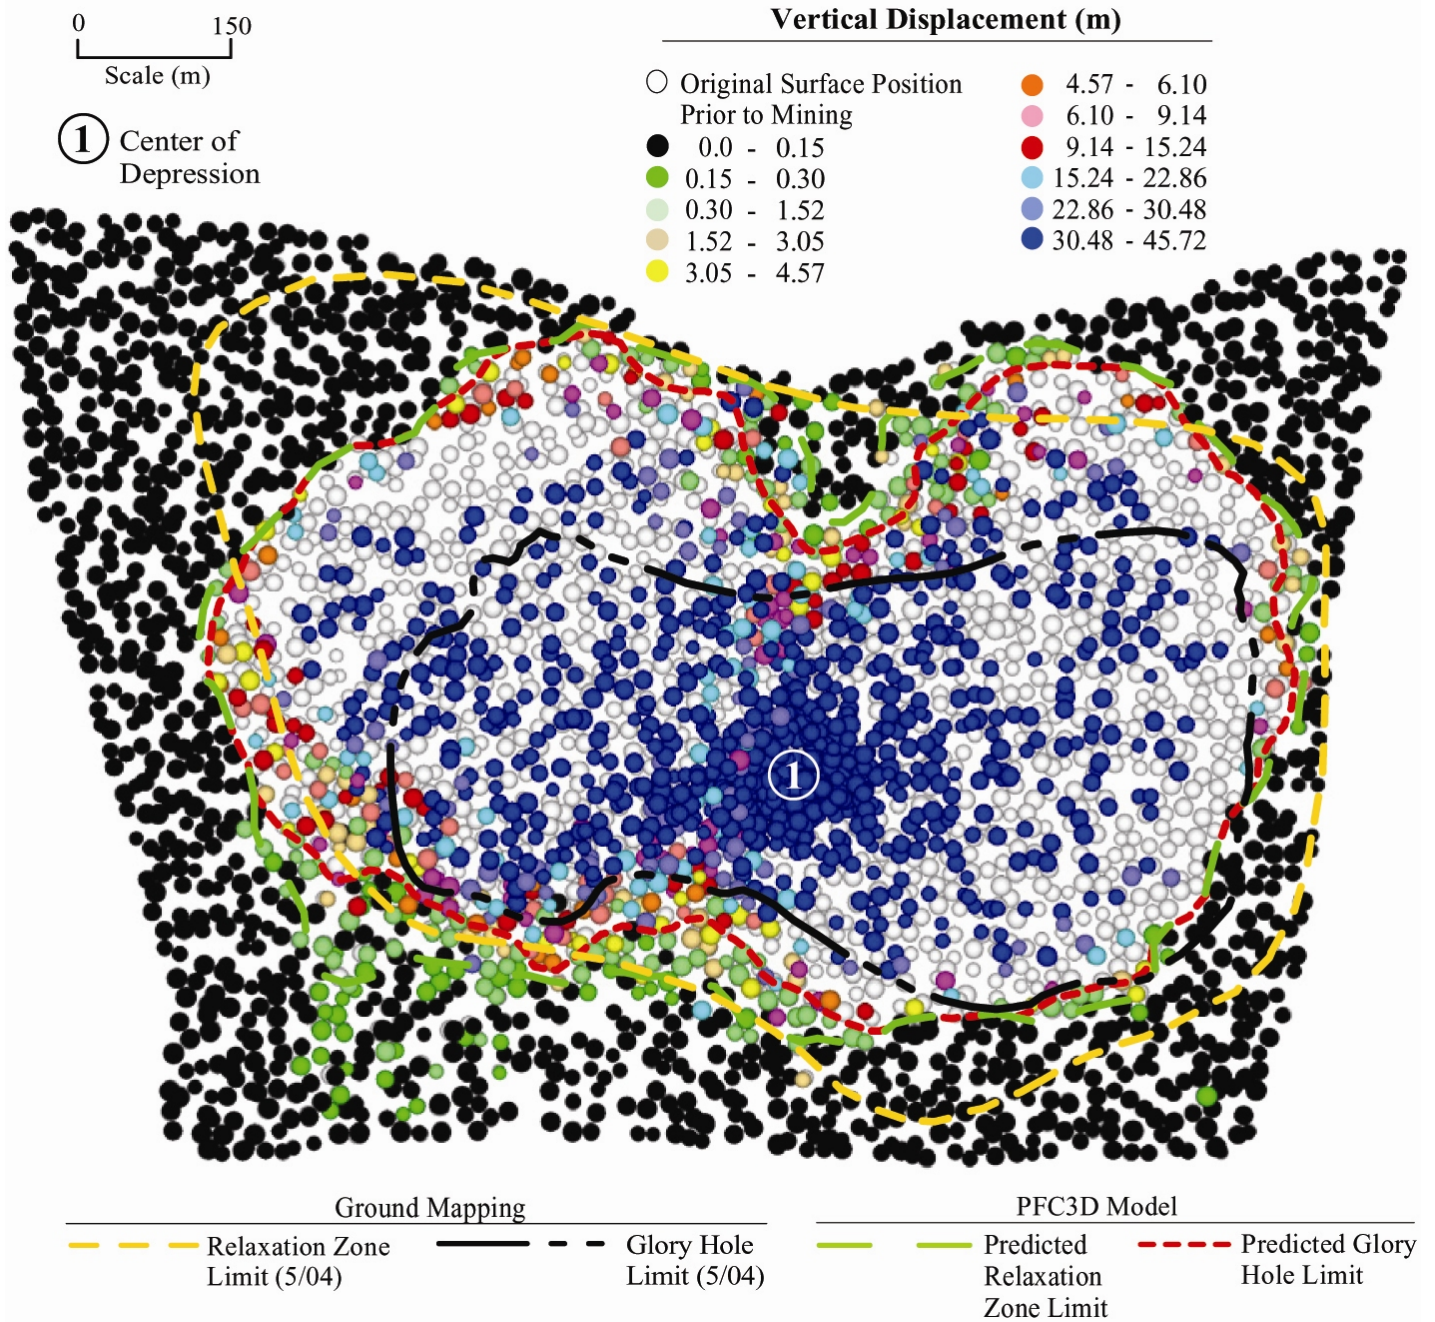 0 150
Scale (m)
1 Center of
Depression
Vertical Displacement (m)
Original Surface Position
Prior to Mining
0.0 - 0.15
0.15 - 0.30
0.30 - 1.52
1.52 - 3.05
3.05 - 4.57
4.57 - 6.10
6.10 - 9.14
9.14 - 15.24
15.24 - 22.86
22.86 - 30.48
30.48 - 45.72
1
Ground Mapping
Relaxation Zone
Limit (5/04)
Glory Hole
Limit (5/04)
PFC3D Model
Predicted
Relaxation
Zone Limit
Predicted Glory
Hole Limit